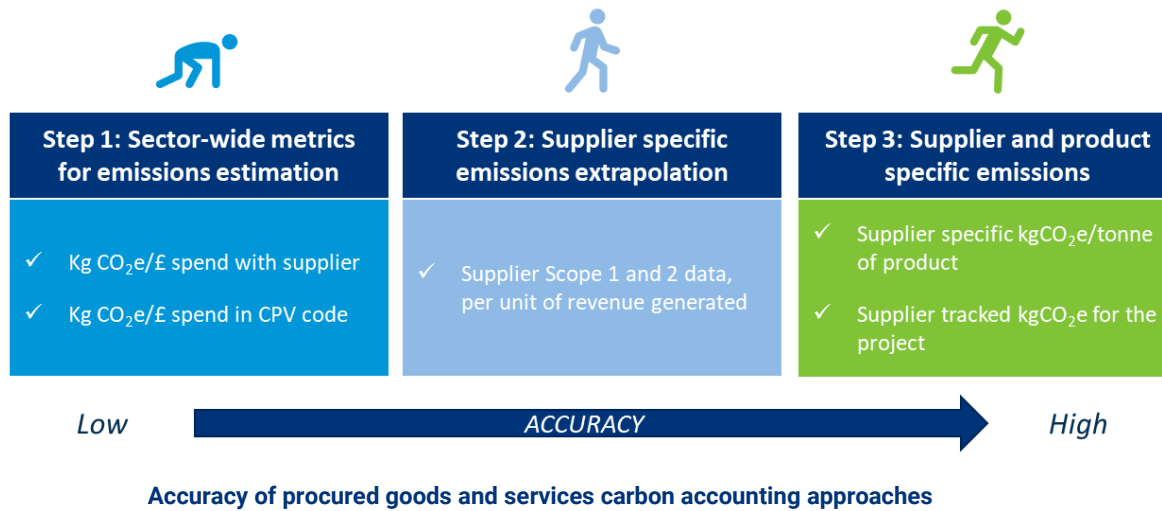 Step 1: Sector-wide metrics
for emissions estimation
✓ Kg CO₂e/£ spend with supplier
✓ Kg CO₂e/£ spend in CPV code
Step 2: Supplier specific
emissions extrapolation
✓ Supplier Scope 1 and 2 data,
per unit of revenue generated
Step 3: Supplier and product
specific emissions
✓ Supplier specific kgCO₂e/tonne
of product
✓ Supplier tracked kgCO₂e for the
project
Low
ACCURACY
High
Accuracy of procured goods and services carbon accounting approaches